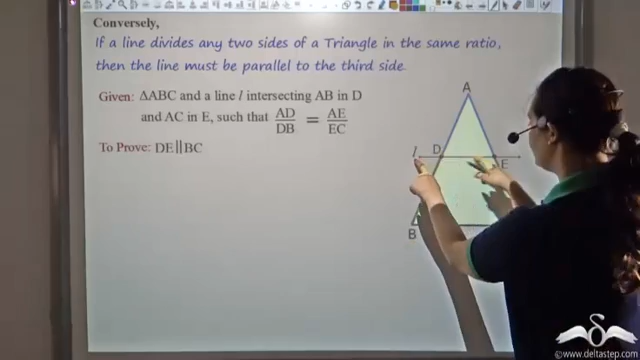 Conversely,
If a line divides any two sides of a Triangle in the same ratio,
then the line must be parallel to the third side.
Given: ΔABC and a line l intersecting AB in D
and AC in E, such that AD/DB = AE/EC
To Prove: DE||BC
A
l D E
B
©www.deltastep.com